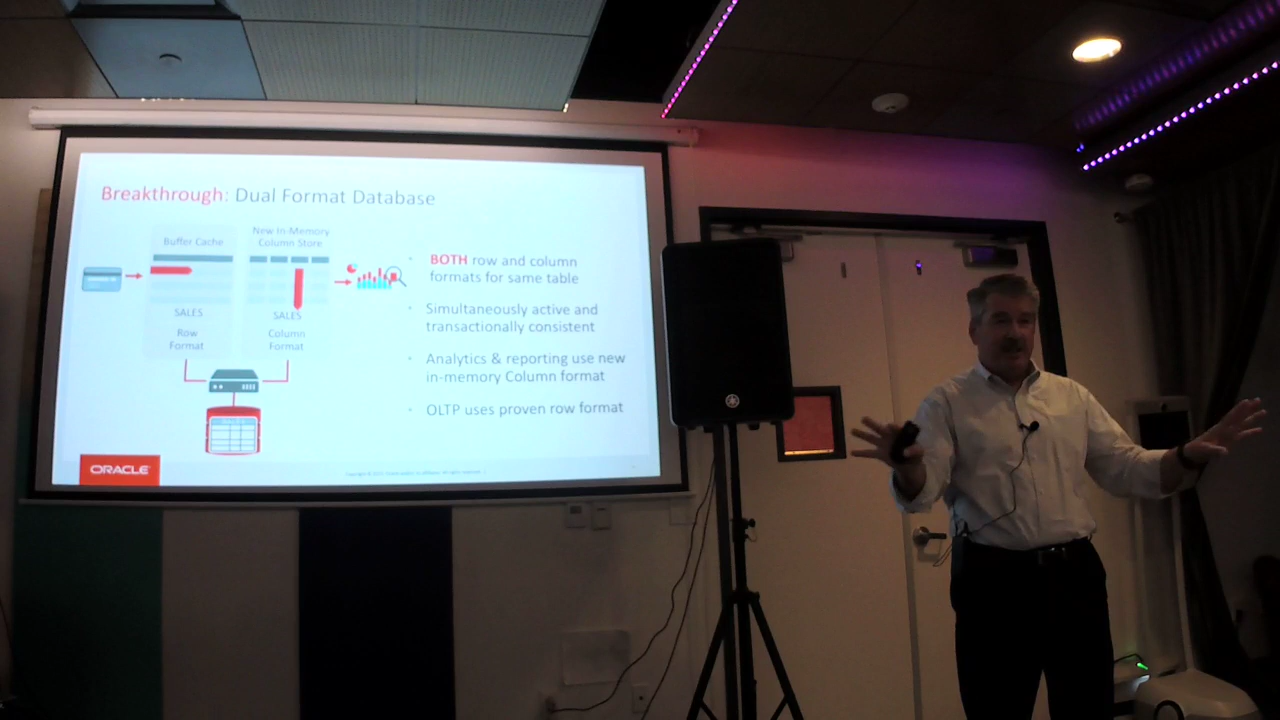 Breakthrough: Dual Format Database
Buffer Cache
New In-Memory
Column Store
SALES
SALES
Row
Format
Column
Format
BOTH row and column
formats for same table
Simultaneously active and
transactionally consistent
Analytics & reporting use new
in-memory Column format
OLTP uses proven row format
ORACLE